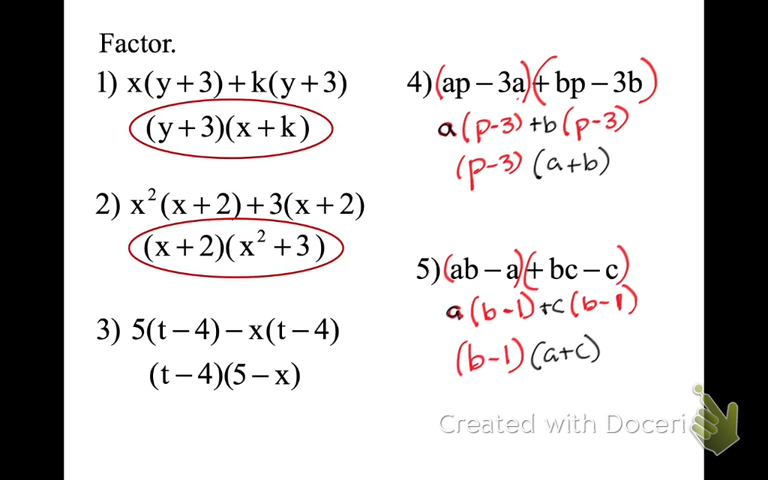 Factor.
1) x(y+3)+k(y+3)
(y+3)(x+k)
2) x²(x+2)+3(x+2)
(x+2)(x²+3)
3) 5(t−4)−x(t−4)
(t−4)(5−x)
4) (ap−3a)(+bp−3b)
a(p-3)+b(p-3)
(p-3)(a+b)
5) (ab−a)(+bc−c)
a(b-1)+c(b-1)
(b-1)(a+c)
Created with Doceri